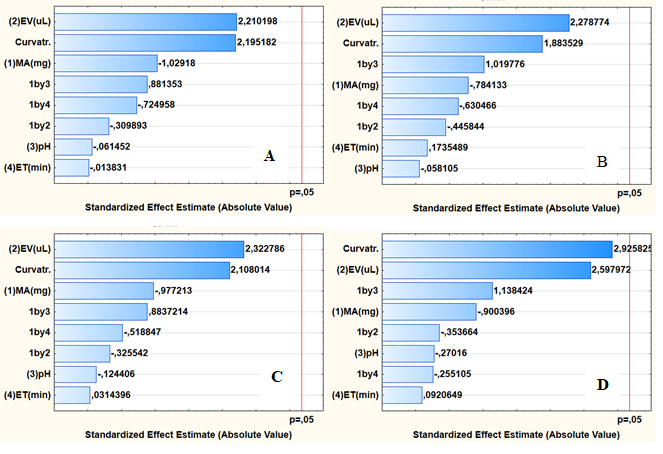 (2)EV(uL) 2,210198
Curvatr. 2,195182
(1)MA(mg) -1,02918
1by3 ,881353
1by4 -,724958
1by2 -,309893
(3)pH -,061452
(4)ET(min) -,013831
A
p=,05
Standardized Effect Estimate (Absolute Value)
(2)EV(uL) 2,278774
Curvatr. 1,883529
1by3 1,019776
(1)MA(mg) -,784133
1by4 -,630466
1by2 -,445844
(4)ET(min) ,1735489
(3)pH -,058105
B
p=,05
Standardized Effect Estimate (Absolute Value)
(2)EV(uL) 2,322786
Curvatr. 2,108014
(1)MA(mg) -,977213
1by3 ,8837214
1by4 -,518847
1by2 -,325542
(3)pH -,124406
(4)ET(min) ,0314396
C
p=,05
Standardized Effect Estimate (Absolute Value)
Curvatr. 2,925825
(2)EV(uL) 2,597972
1by3 1,138424
(1)MA(mg) -,900396
1by2 -,353664
(3)pH -,27016
1by4 -,255105
(4)ET(min) ,0920649
D
p=,05
Standardized Effect Estimate (Absolute Value)